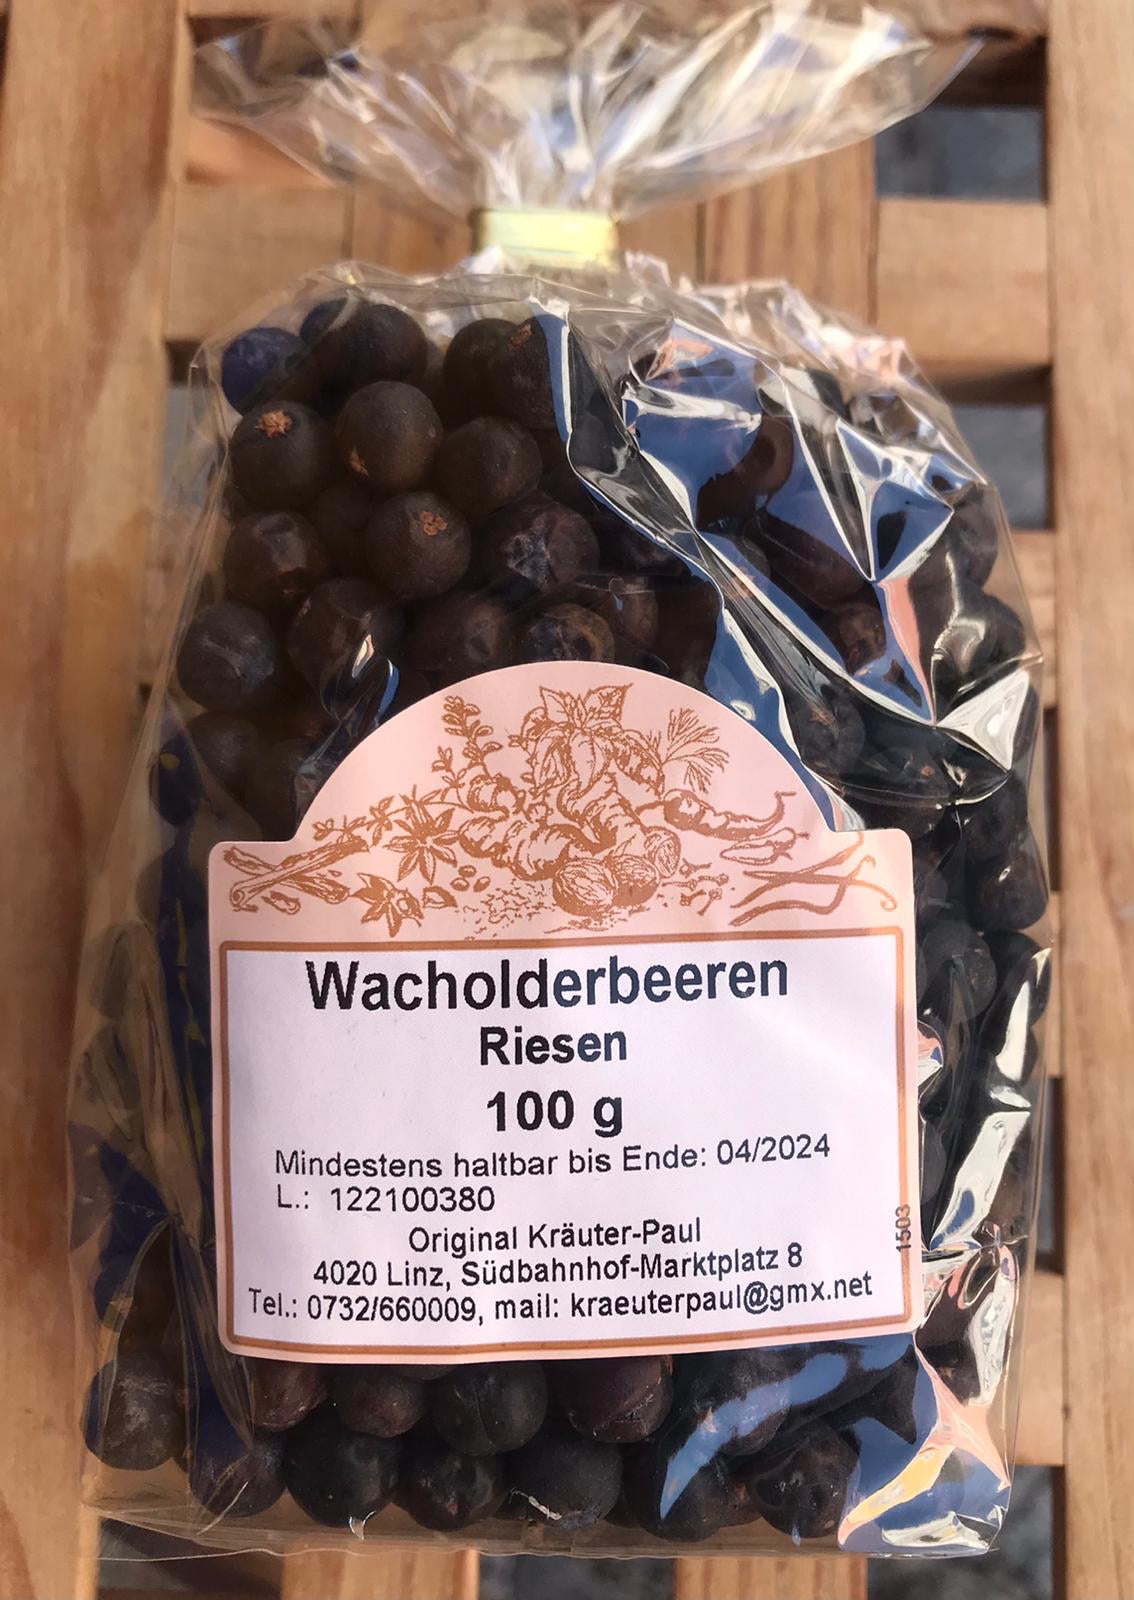 Wacholderbeeren
Riesen
100 g
Mindestens haltbar bis Ende: 04/2024
L.: 122100380
Original Kräuter-Paul
4020 Linz, Südbahnhof-Marktplatz 8
Tel.: 0732/660009, mail: kraeuterpaul@gmx.net
1503